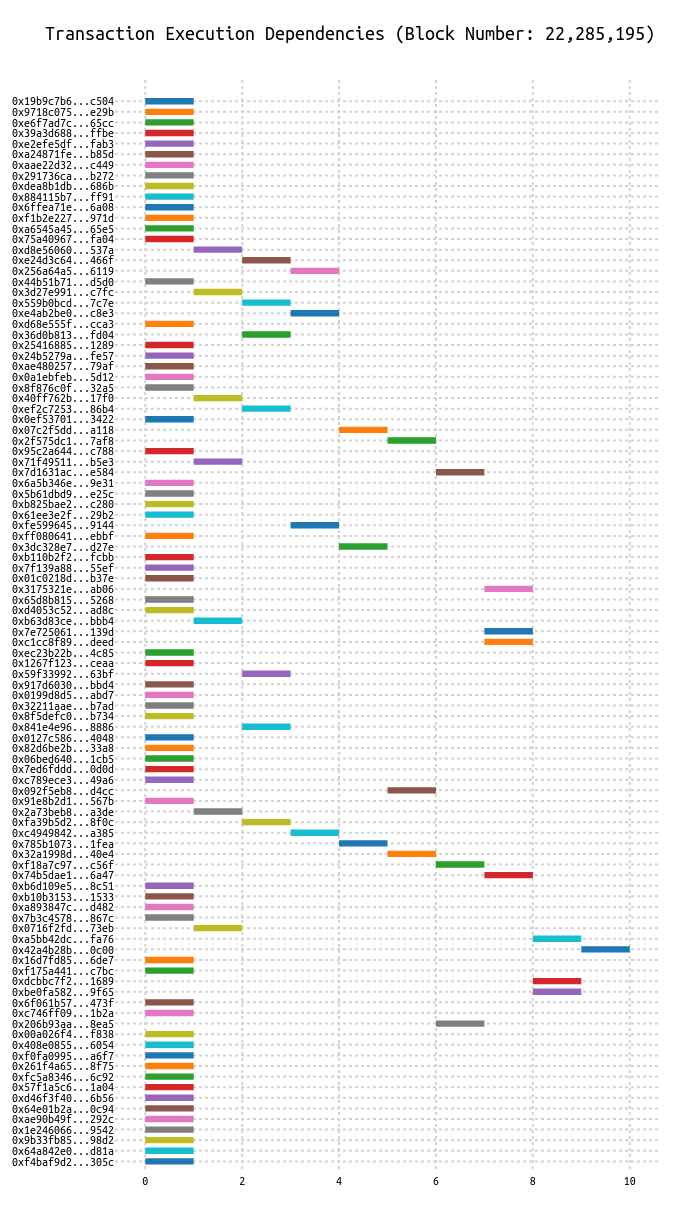 Transaction Execution Dependencies (Block Number: 22,285,195)
0x19b9c7b6...c504
0x9718c075...e29b
0xe6f7ad7c...65cc
0x39a3d688...ffbe
0xe2efe5df...fab3
0xa24871fe...b85d
0xaae22d32...c449
0x291736ca...b272
0xdea8b1db...686b
0x884115b7...ff91
0x6ffea71e...6a08
0xf1b2e227...971d
0xa6545a45...65e5
0x75a40967...fa04
0xd8e56060...537a
0xe24d3c64...466f
0x256a64a5...6119
0x44b51b71...d5d0
0x3d27e991...c7fc
0x559b0bcd...7c7e
0xe4ab2be0...c8e3
0xd68e555f...cca3
0x36d0b813...fd04
0x25416885...1289
0x24b5279a...fe57
0xae480257...79af
0x0a1ebfeb...5d12
0x8f876c0f...32a5
0x40ff762b...17f0
0xef2c7253...86b4
0x0ef53701...3422
0x07c2f5dd...a118
0x2f575dc1...7af8
0x95c2a644...c788
0x71f49511...b5e3
0x7d1631ac...e584
0x6a5b346e...9e31
0x5b61dbd9...e25c
0xb825bae2...c280
0x61ee3e2f...29b2
0xfe599645...9144
0xff080641...ebbf
0x3dc328e7...d27e
0xb110b2f2...fcbb
0x7f139a88...55ef
0x01c0218d...b37e
0x3175321e...ab06
0x65d8b815...5268
0xd4053c52...ad8c
0xb63d83ce...bbb4
0x7e725061...139d
0xc1cc8f89...deed
0xec23b22b...4c85
0x1267f123...ceaa
0x59f33992...63bf
0x917d6030...bbd4
0x0199d8d5...abd7
0x32211aae...b7ad
0x8f5defc0...b734
0x841e4e96...8886
0x0127c586...4048
0x82d6be2b...33a8
0x06bed640...1cb5
0x7ed6fddd...0d0d
0xc789ece3...49a6
0x092f5eb8...d4cc
0x91e8b2d1...567b
0x2a73beb8...a3de
0xfa39b5d2...8f0c
0xc4949842...a385
0x785b1073...1fea
0x32a1998d...40e4
0xf18a7c97...c56f
0x74b5dae1...6a47
0xb6d109e5...8c51
0xb10b3153...1533
0xa893847c...d482
0x7b3c4578...867c
0x0716f2fd...73eb
0xa5bb42dc...fa76
0x42a4b28b...0c00
0x16d7fd85...6de7
0xf175a441...c7bc
0xdcbbc7f2...1689
0xbe0fa582...9f65
0x6f061b57...473f
0xc746ff09...1b2a
0x206b93aa...8ea5
0x00a026f4...f838
0x408e0855...6054
0xf0fa0995...a6f7
0x261f4a65...8f75
0xfc5a8346...6c92
0x57f1a5c6...1a04
0xd46f3f40...6b56
0x64e01b2a...0c94
0xae90b49f...292c
0x1e246066...9542
0x9b33fb85...98d2
0x64a842e0...d81a
0xf4baf9d2...305c
0 2 4 6 8 10